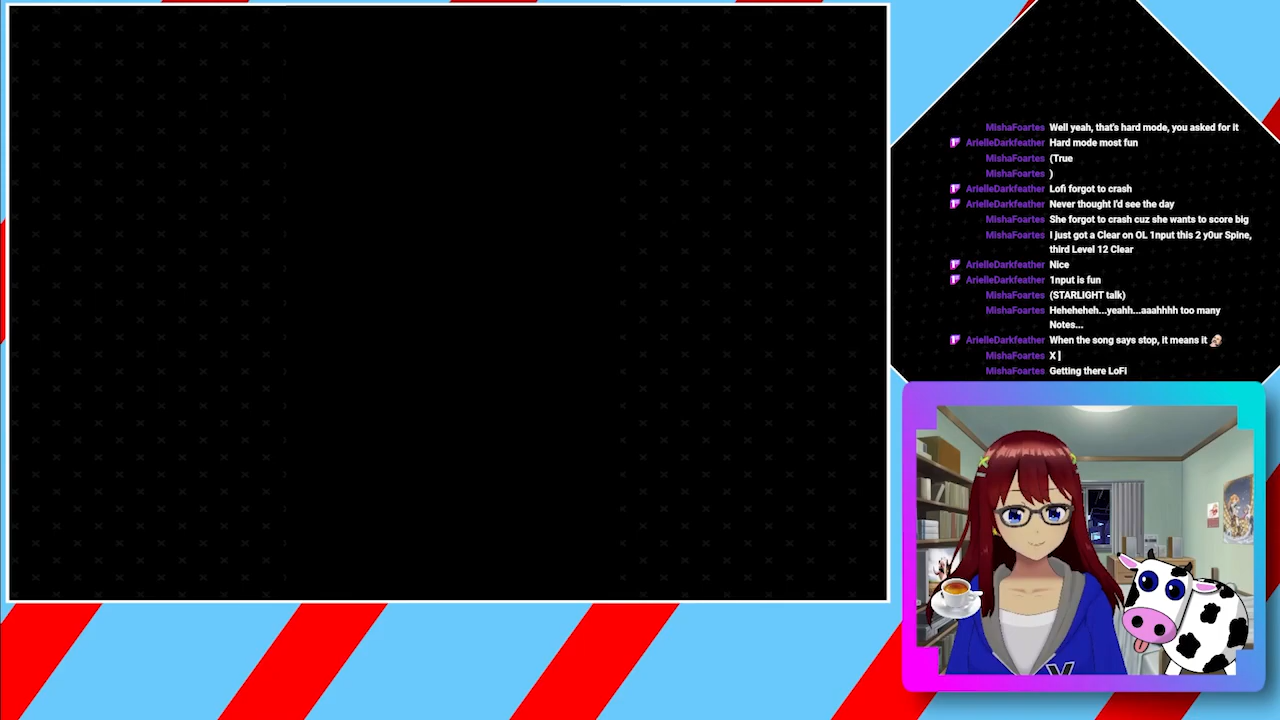 MishaFoartes Well yeah, that's hard mode, you asked for it
ArielleDarkfeather Hard mode most fun
MishaFoartes (True
MishaFoartes )
ArielleDarkfeather Lofi forgot to crash
ArielleDarkfeather Never thought I'd see the day
MishaFoartes She forgot to crash cuz she wants to score big
MishaFoartes I just got a Clear on OL 1nput this 2 y0ur Spine,
third Level 12 Clear
ArielleDarkfeather Nice
ArielleDarkfeather 1nput is fun
MishaFoartes (STARLIGHT talk)
MishaFoartes Heheheheh...yeahh...aaahhhh too many
Notes...
ArielleDarkfeather When the song says stop, it means it
MishaFoartes X |
MishaFoartes Getting there LoFi